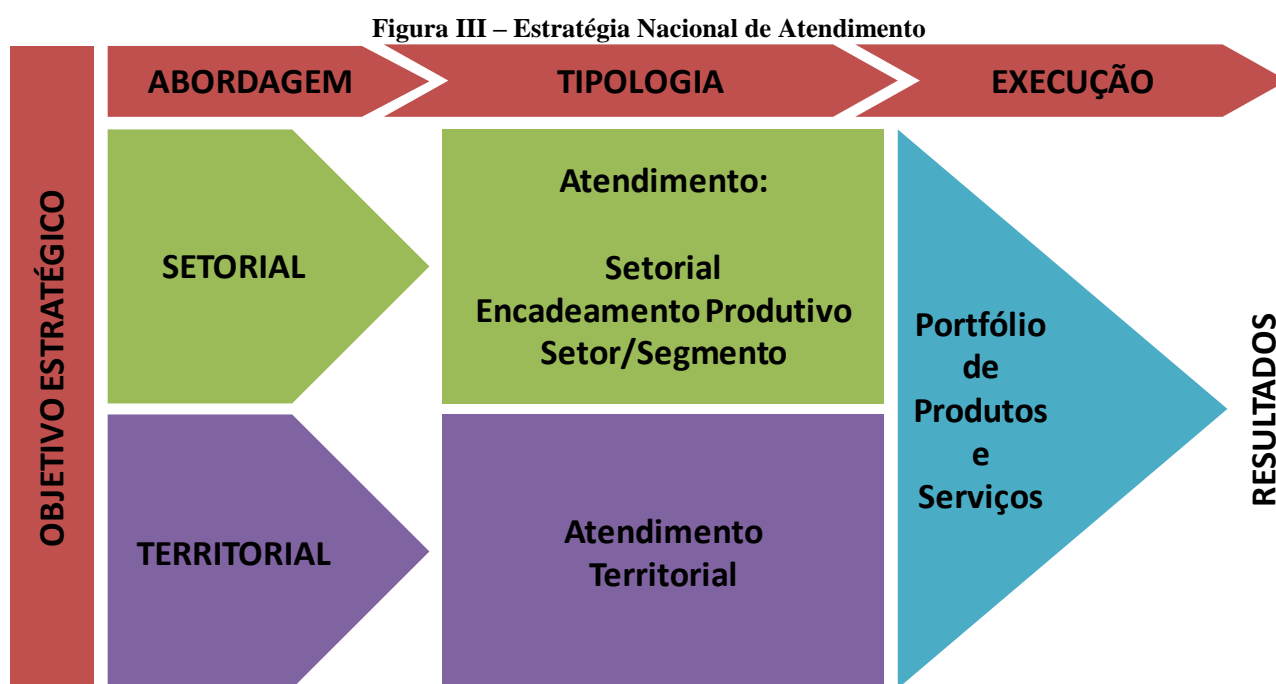 Figura III – Estratégia Nacional de Atendimento
OBJETIVO ESTRATÉGICO
ABORDAGEM
TIPOLOGIA
EXECUÇÃO
SETORIAL
Atendimento:
Setorial
Encadeamento Produtivo
Setor/Segmento
TERRITORIAL
Atendimento
Territorial
Portfólio
de
Produtos
e
Serviços
RESULTADOS